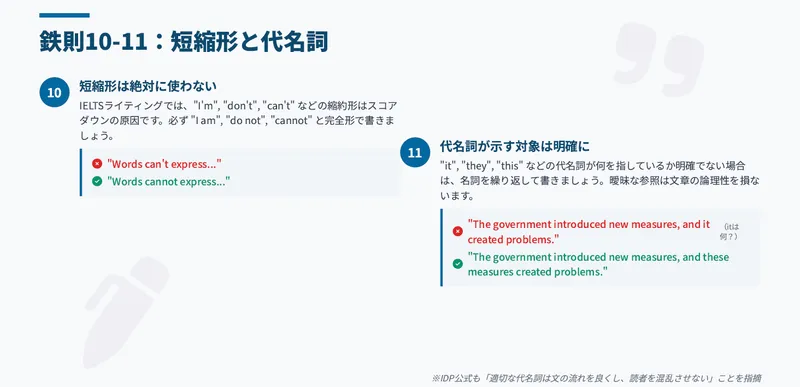 鉄則10-11：短縮形と代名詞
10
短縮形は絶対に使わない
IELTSライティングでは、"I'm", "don't", "can't" などの縮約形はスコア
ダウンの原因です。必ず "I am", "do not", "cannot" と完全形で書きま
しょう。
"Words can't express..."
"Words cannot express..."
11
代名詞が示す対象は明確に
"it", "they", "this" などの代名詞が何を指しているか明確でない場合
は、名詞を繰り返して書きましょう。曖昧な参照は文章の論理性を損な
います。
"The government introduced new measures, and it
created problems."
（itは
何？）
"The government introduced new measures, and these
measures created problems."
※IDP公式も「適切な代名詞は文の流れを良くし、読者を混乱させない」ことを指摘